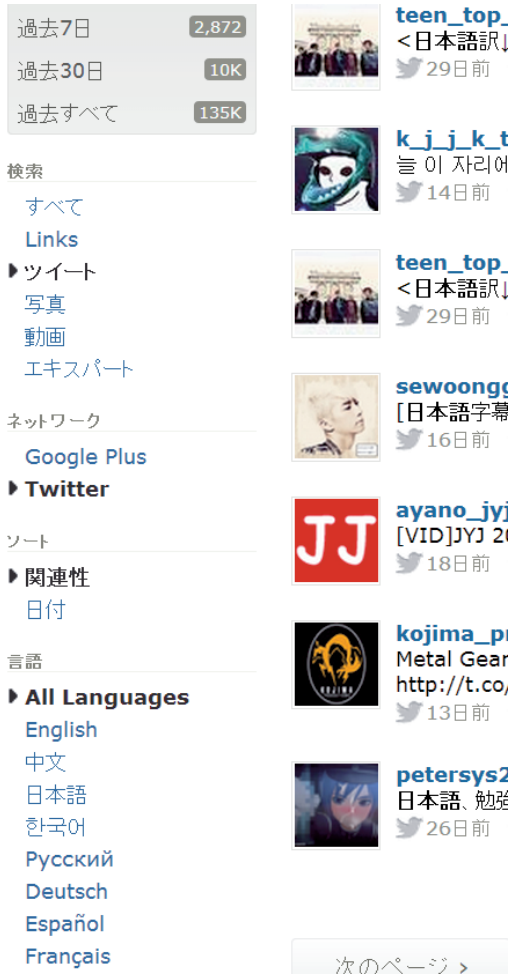 過去7日 2,872
過去30日 10K
過去すべて 135K
検索
すべて
Links
ツイート
写真
動画
エキスパート
ネットワーク
Google Plus
Twitter
ソート
関連性
日付
言語
All Languages
English
中文
日本語
한국어
Русский
Deutsch
Español
Français
teen_top_
<日本語訳↓
29日前
k_j_j_k_t
늘 이 자리에
14日前
teen_top_
<日本語訳↓
29日前
sewoongg
[日本語字幕
16日前
JJ
ayano_jyj
[VID]JYJ 20
18日前
KOJIMA
kojima_pr
Metal Gear
http://t.co/
13日前
petersys2
日本語、勉強
26日前
次のページ ›